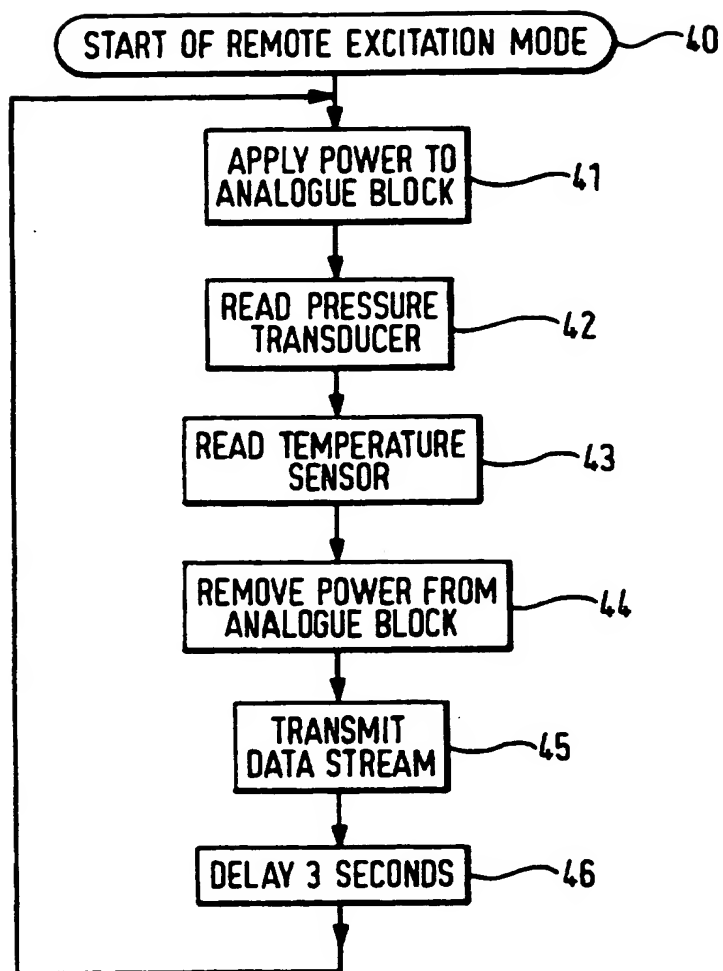 START OF REMOTE EXCITATION MODE 40
APPLY POWER TO
ANALOGUE BLOCK
41
READ PRESSURE
TRANSDUCER
42
READ TEMPERATURE
SENSOR
43
REMOVE POWER FROM
ANALOGUE BLOCK
44
TRANSMIT
DATA STREAM
45
DELAY 3 SECONDS 46